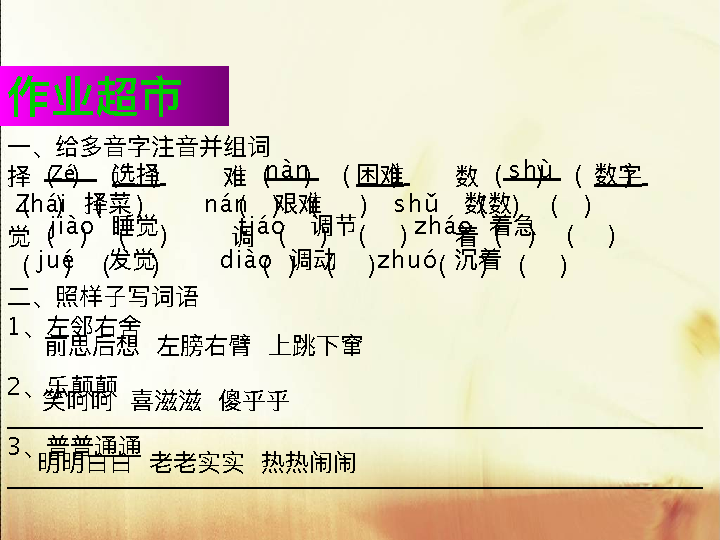 作业超市
一、给多音字注音并组词
择（zé）（选择） 难（nàn）（困难） 数（shù）（数字）
（Zhái）（择菜） （nán）（艰难） （shǔ）（数数）
觉（jiào）（睡觉） 调（tiáo）（调节） 着（zháo）（着急）
（jué）（发觉） （diào）（调动） （zhuó）（沉着）
二、照样子写词语
1、左邻右舍
前思后想 左膀右臂 上跳下窜
2、乐颠颠
笑呵呵 喜滋滋 傻乎乎
3、普普通通
明明白白 老老实实 热热闹闹